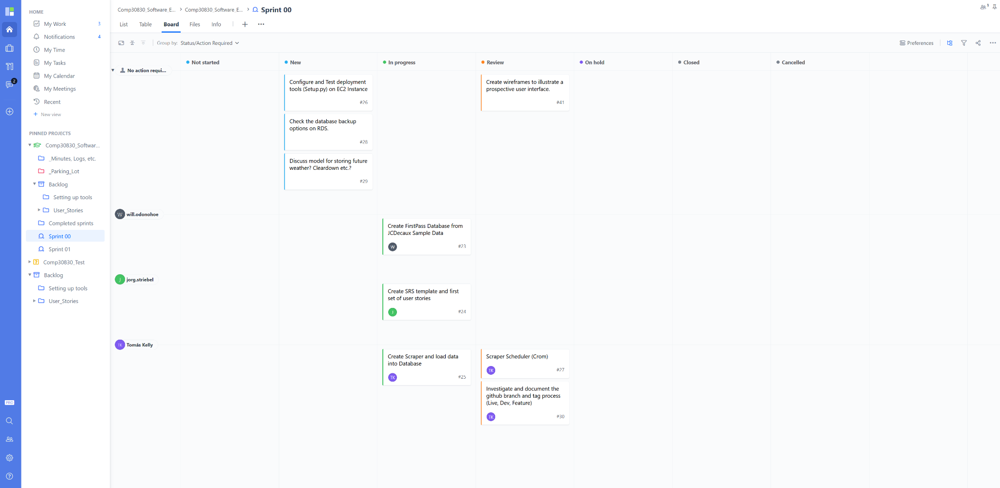 Comp30830_Software_E... > Comp30830_Software_E... > Sprint 00
3
List Table Board Files Info
Group by: Status/Action Required
Preferences
HOME
My Work 3
Notifications 4
My Time
My Tasks
My Calendar
My Meetings
Recent
+ New view
2
PINNED PROJECTS
Comp30830_Softwar...
_Minutes, Logs, etc.
_Parking_Lot
Backlog
Setting up tools
User_Stories
Completed sprints
Sprint 00
Sprint 01
Comp30830_Test
Backlog
Setting up tools
User_Stories
PRO
Not started
New
In progress
Review
On hold
Closed
Cancelled
No action requi...
Configure and Test deployment
tools (Setup.py) on EC2 Instance
#26
Check the database backup
options on RDS.
#28
Discuss model for storing future
weather? Cleardown etc.?
#29
Create wireframes to illustrate a
prospective user interface.
#41
W will.odonohoe
Create FirstPass Database from
JCDecaux Sample Data
W #23
J jorg.striebel
Create SRS template and first
set of user stories
J #24
TK Tomás Kelly
Create Scraper and load data
into Database
TK #25
Scraper Scheduler (Crom)
TK #27
Investigate and document the
github branch and tag process
(Live, Dev, Feature)
TK #30